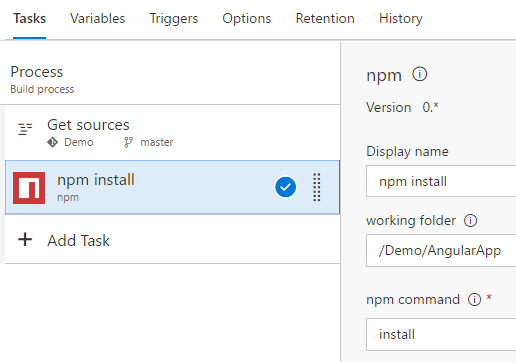 Tasks Variables Triggers Options Retention History
Process
Build process
Get sources
Demo master
npm install
npm
Add Task
npm
Version 0.*
Display name
npm install
working folder
/Demo/AngularApp
npm command *
install